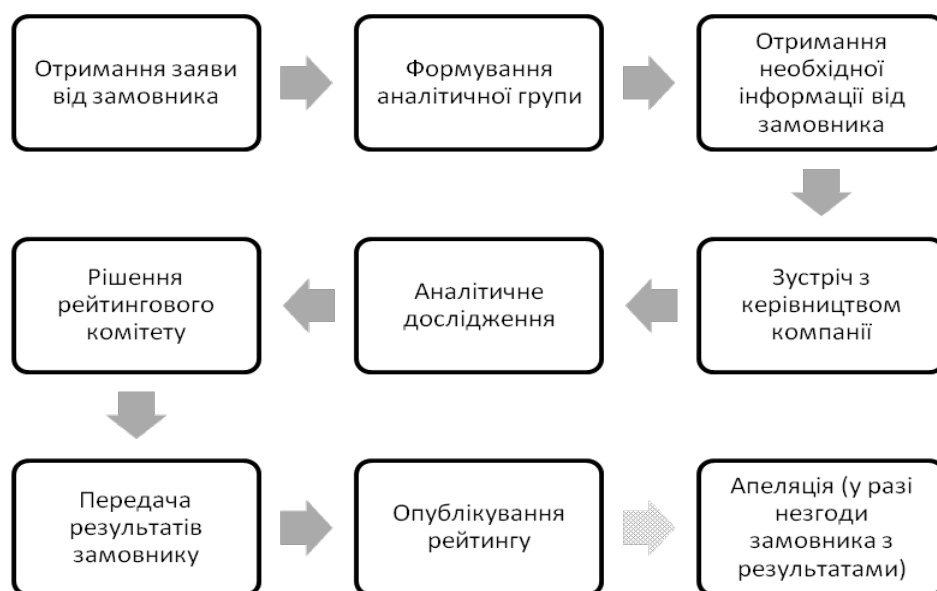 Отримання заяви
від замовника
Формування
аналітичної групи
Отримання
необхідної
інформації від
замовника
Зустріч з
керівництвом
компанії
Аналітичне
дослідження
Рішення
рейтингового
комітету
Передача
результатів
замовнику
Опублікування
рейтингу
Апеляція (у разі
незгоди
замовника з
результатами)